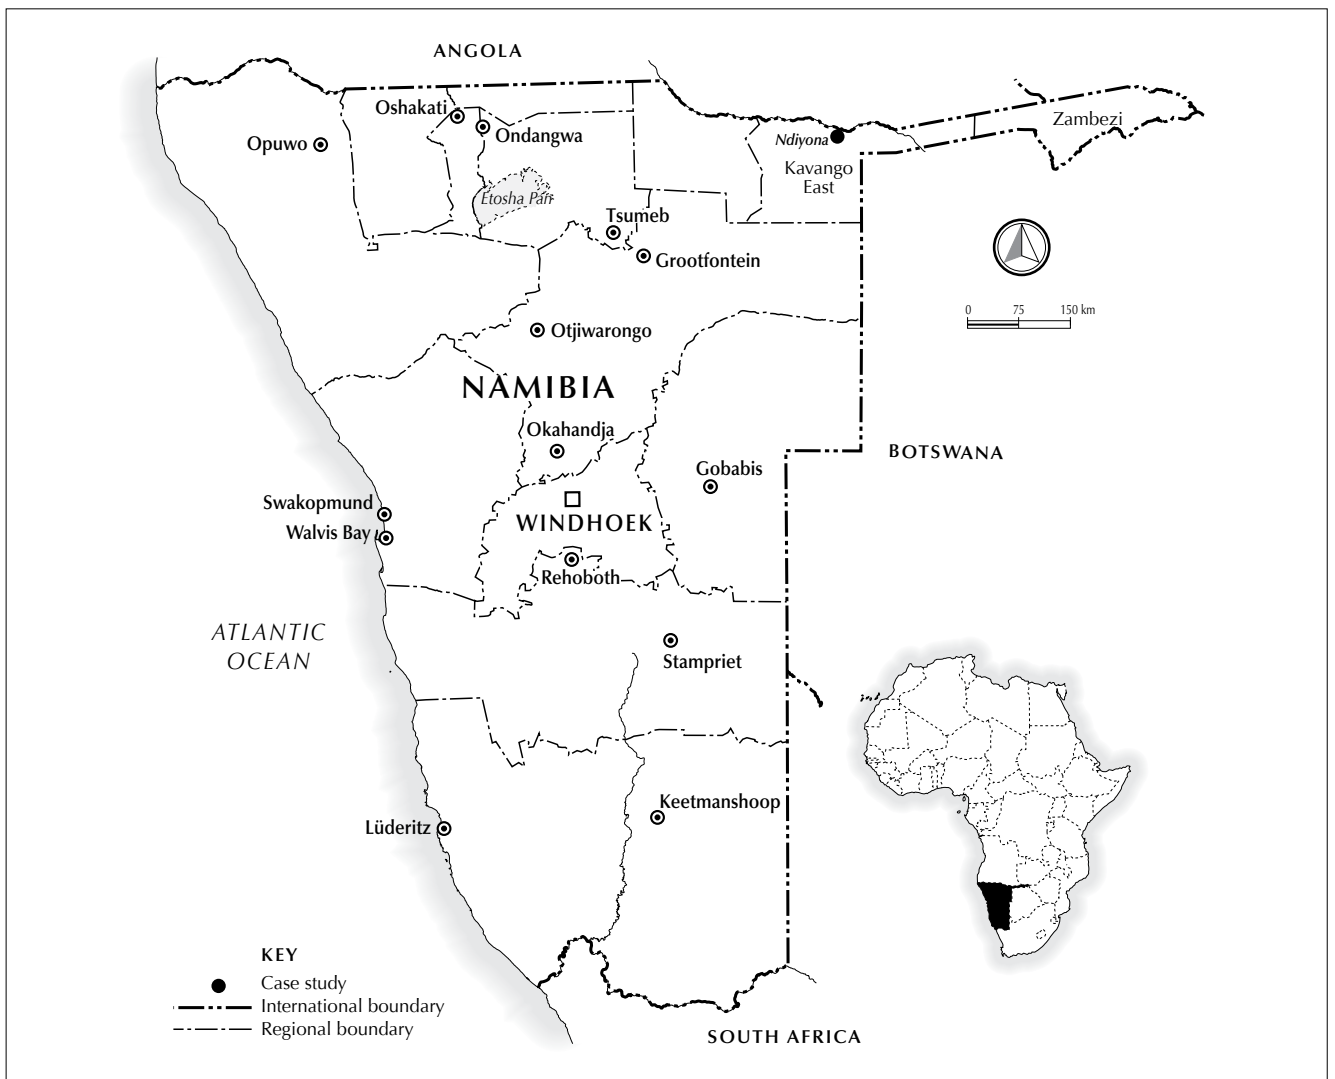 ANGOLA
Oshakati
Ondangwa
Opuwo
Ndiyona
Zambezi
Kavango
East
Etosha Pan
Tsumeb
Grootfontein
0 75 150 km
Otjiwarongo
NAMIBIA
Okahandja
BOTSWANA
Gobabis
Swakopmund
WINDHOEK
Walvis Bay
Rehoboth
ATLANTIC
OCEAN
Stampriet
Keetmanshoop
Lüderitz
KEY
Case study
International boundary
Regional boundary
SOUTH AFRICA